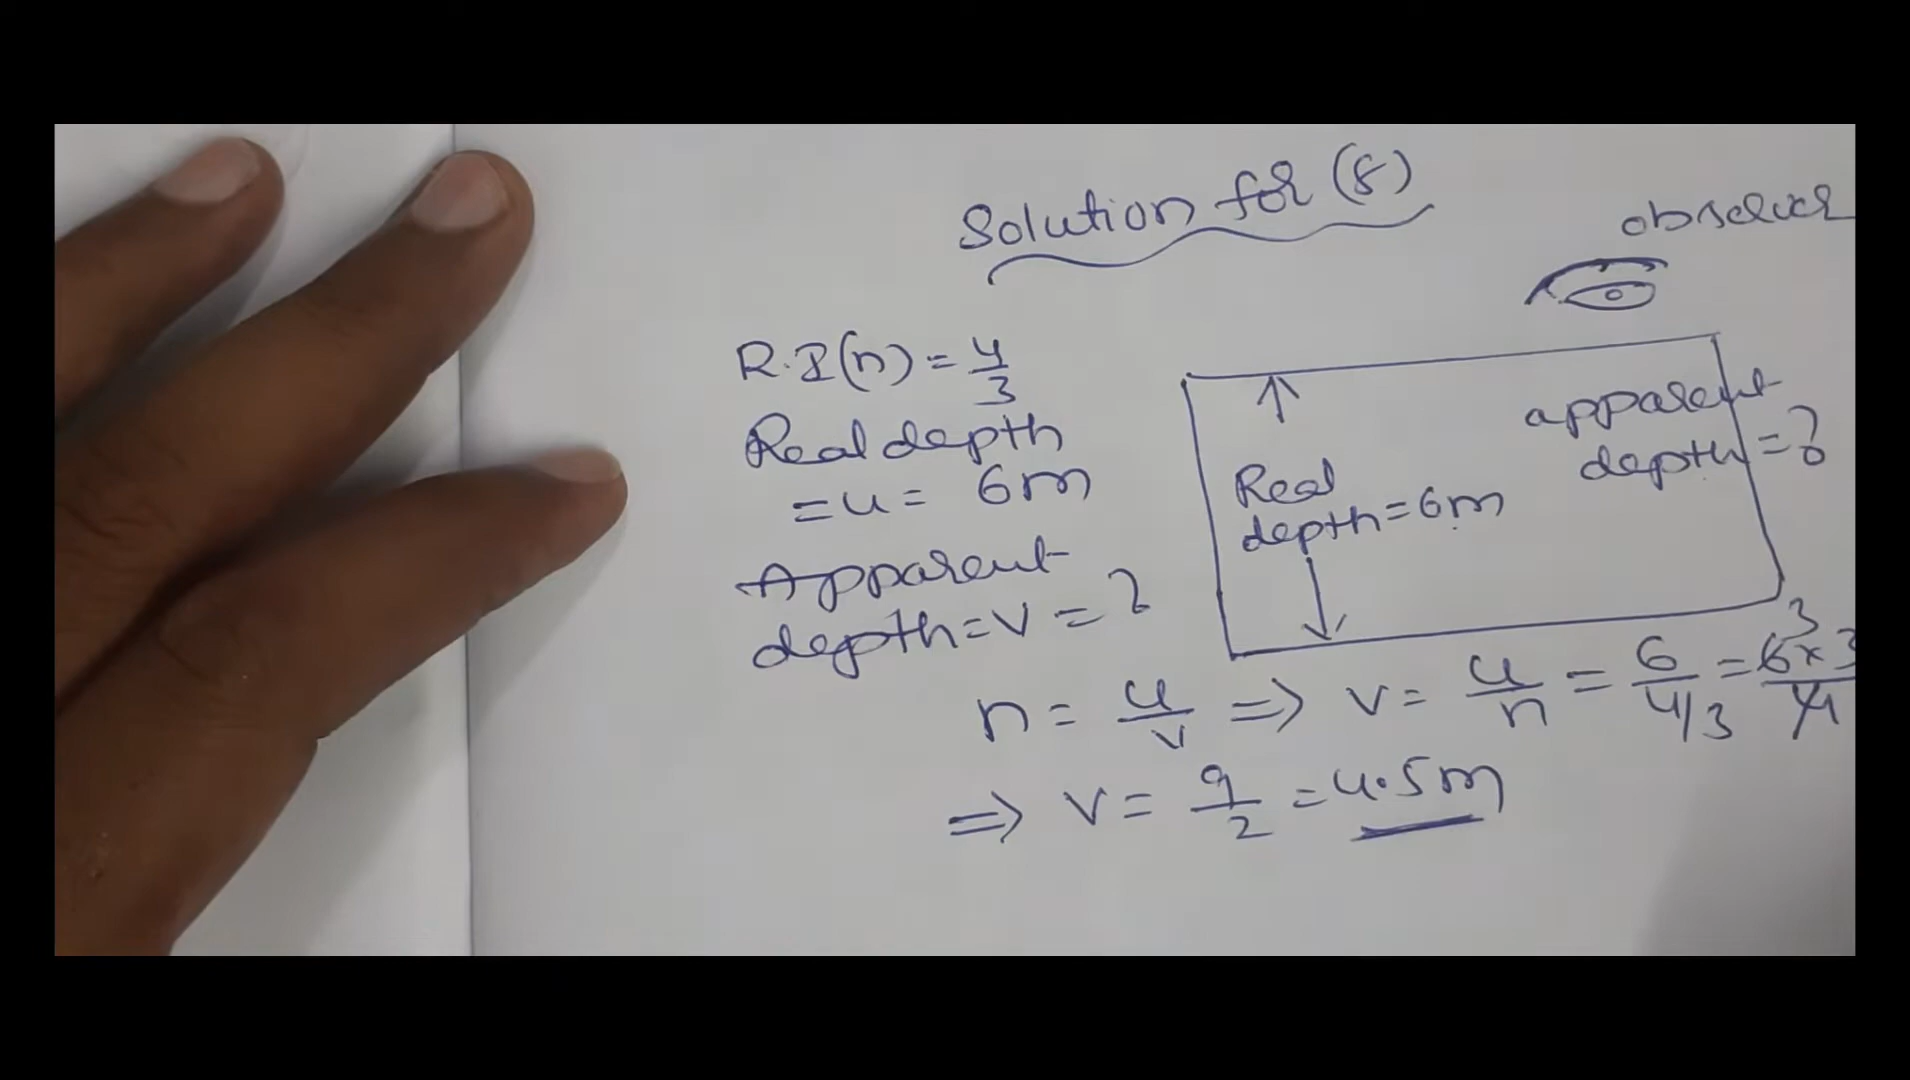 Solution for (8)
observer
R.I(n) = 4/3
Real depth
= u = 6m
Apparent
depth = v = ?
Real
depth = 6m
apparent
depth = ?
n = u/v ⇒ v = u/n = 6/4/3 = 6×3/4
3
⇒ v = 9/2 = 4.5m